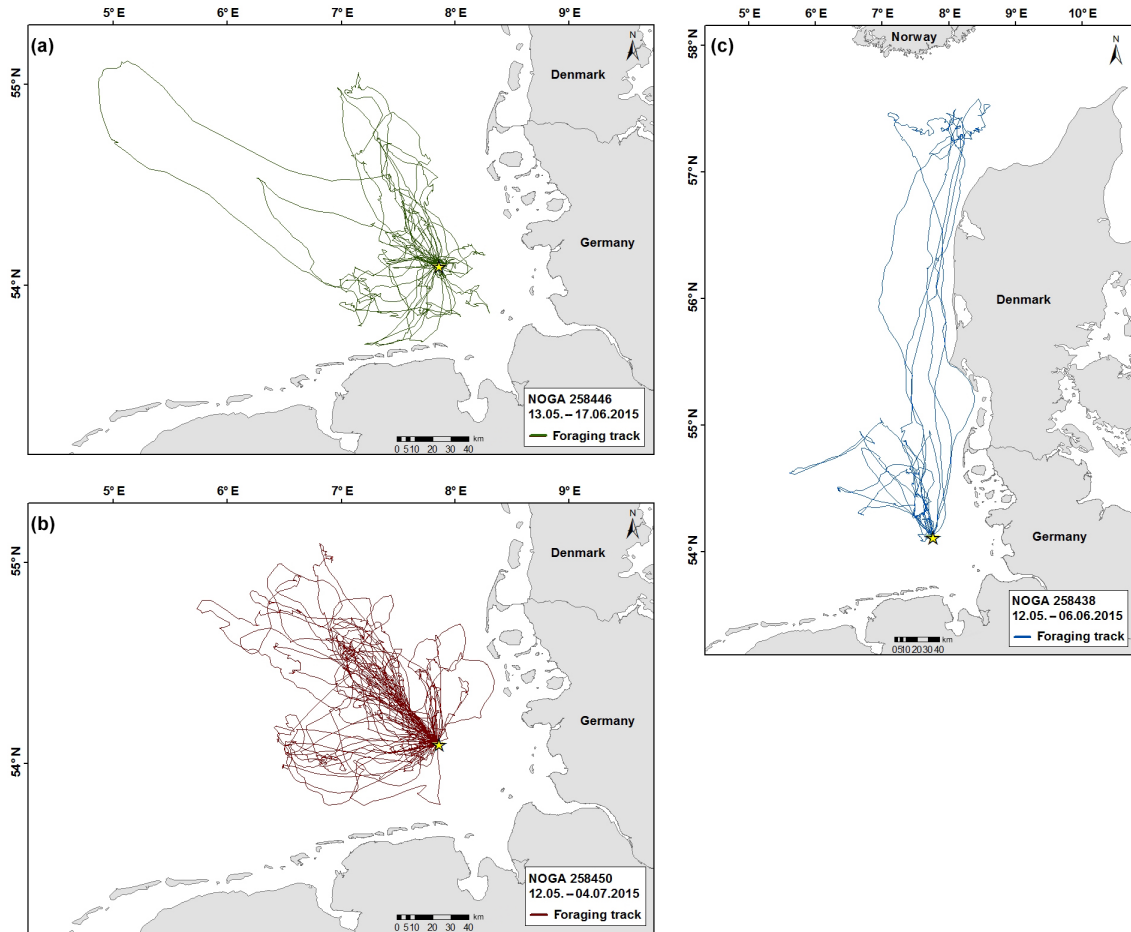 5° E 6° E 7° E 8° E 9° E
(a)
N
55° N
54° N
Denmark
Germany
NOGA 258446
13.05. – 17.06.2015
Foraging track
0 5 10 20 30 40 km
5° E 6° E 7° E 8° E 9° E
(b)
N
55° N
54° N
Denmark
Germany
NOGA 258450
12.05. – 04.07.2015
Foraging track
0 5 10 20 30 40 km
5° E 6° E 7° E 8° E 9° E 10° E
(c)
Norway
N
58° N
57° N
56° N
55° N
54° N
Denmark
Germany
NOGA 258438
12.05. – 06.06.2015
Foraging track
0 5 10 20 30 40 km